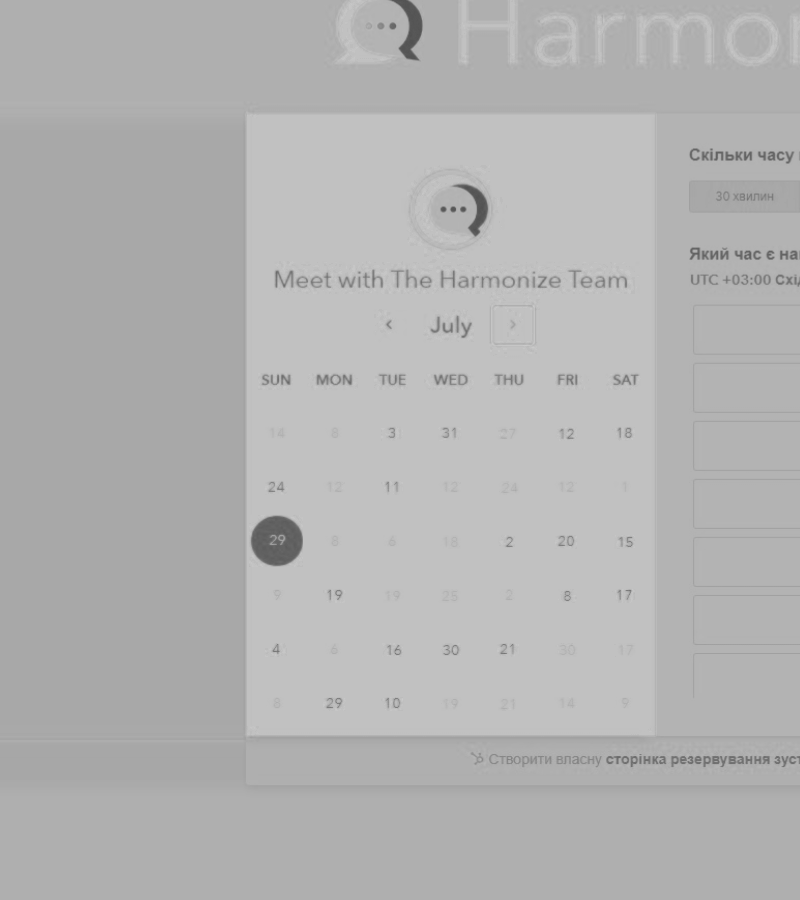 Harmon
Meet with The Harmonize Team
July
SUN MON TUE WED THU FRI SAT
14 8 3 31 27 12 18
24 12 11 12 24 12 1
29 8 6 18 2 20 15
9 19 19 25 2 8 17
4 6 16 30 21 30 17
8 29 10 19 21 14 9
Скільки часу
30 хвилин
Який час є на
UTC +03:00 Схі
Створити власну сторінка резервування зуст